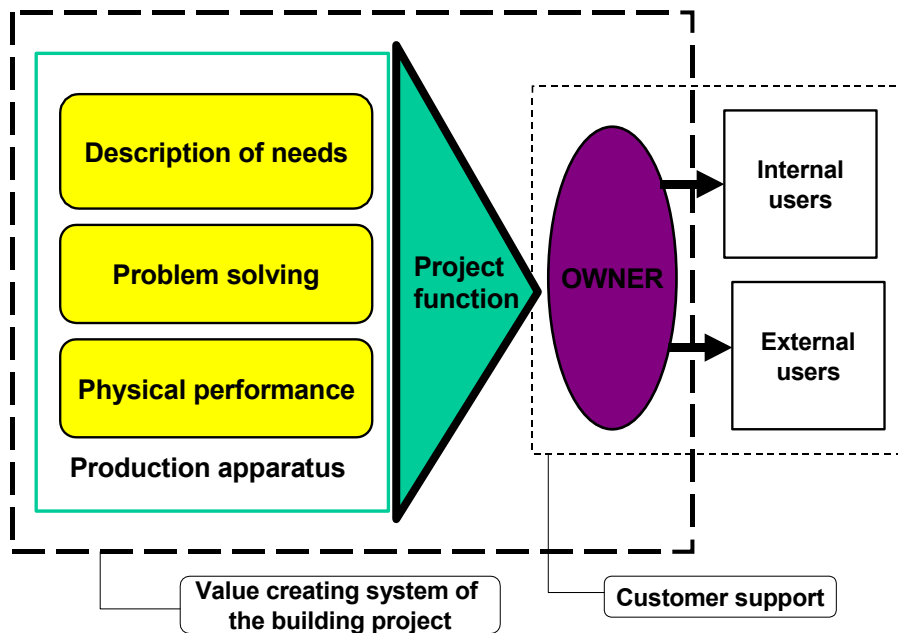 Description of needs
Problem solving
Physical performance
Production apparatus
Project
function
OWNER
Internal
users
External
users
Value creating system of
the building project
Customer support